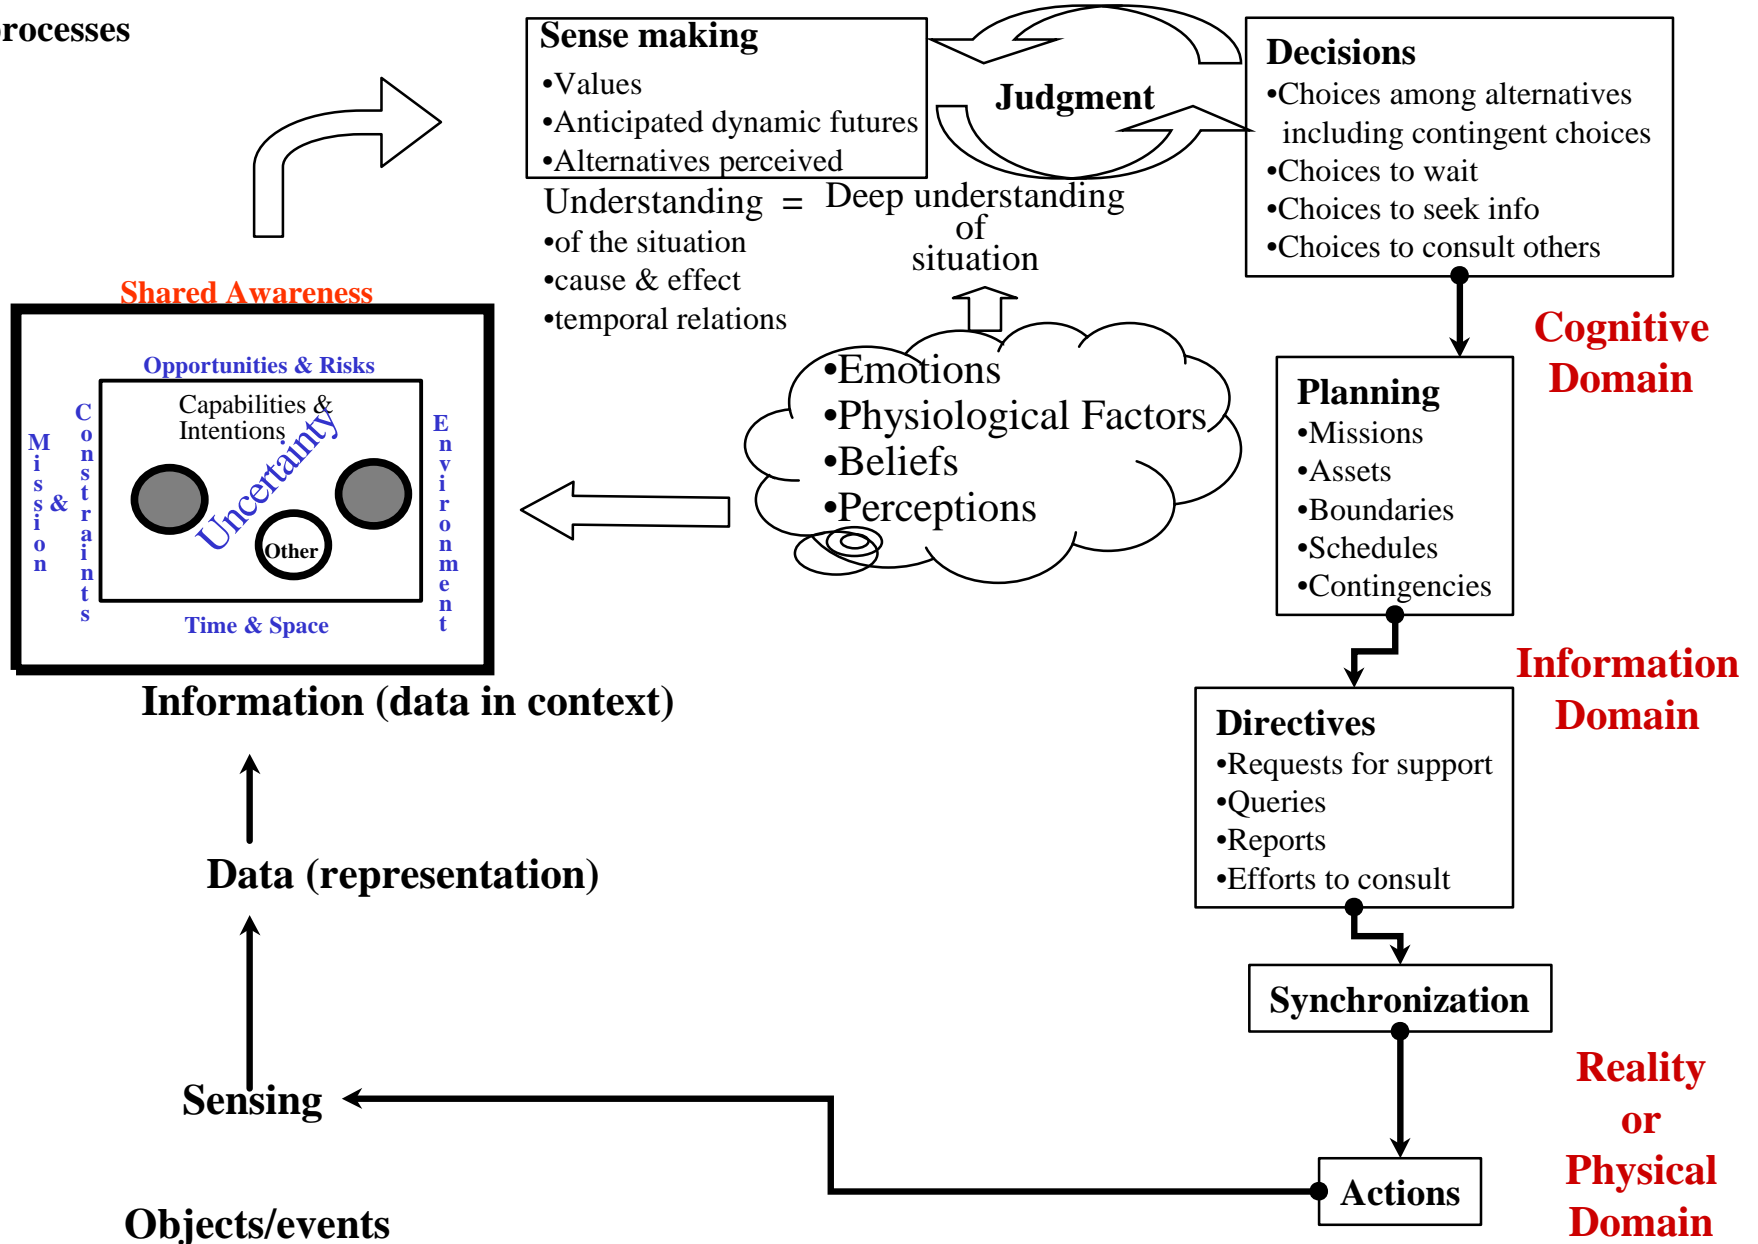 processes
Sense making
•Values
•Anticipated dynamic futures
•Alternatives perceived
Judgment
Decisions
•Choices among alternatives
including contingent choices
•Choices to wait
•Choices to seek info
•Choices to consult others
Understanding = Deep understanding
of
situation
•of the situation
•cause & effect
•temporal relations
Shared Awareness
Opportunities & Risks
Capabilities &
Intentions
Uncertainty
Other
Mission
&
Constraints
Environment
Time & Space
•Emotions
•Physiological Factors
•Beliefs
•Perceptions
Cognitive
Domain
Planning
•Missions
•Assets
•Boundaries
•Schedules
•Contingencies
Information
Domain
Information (data in context)
Directives
•Requests for support
•Queries
•Reports
•Efforts to consult
Data (representation)
Synchronization
Sensing
Reality
or
Physical
Domain
Actions
Objects/events